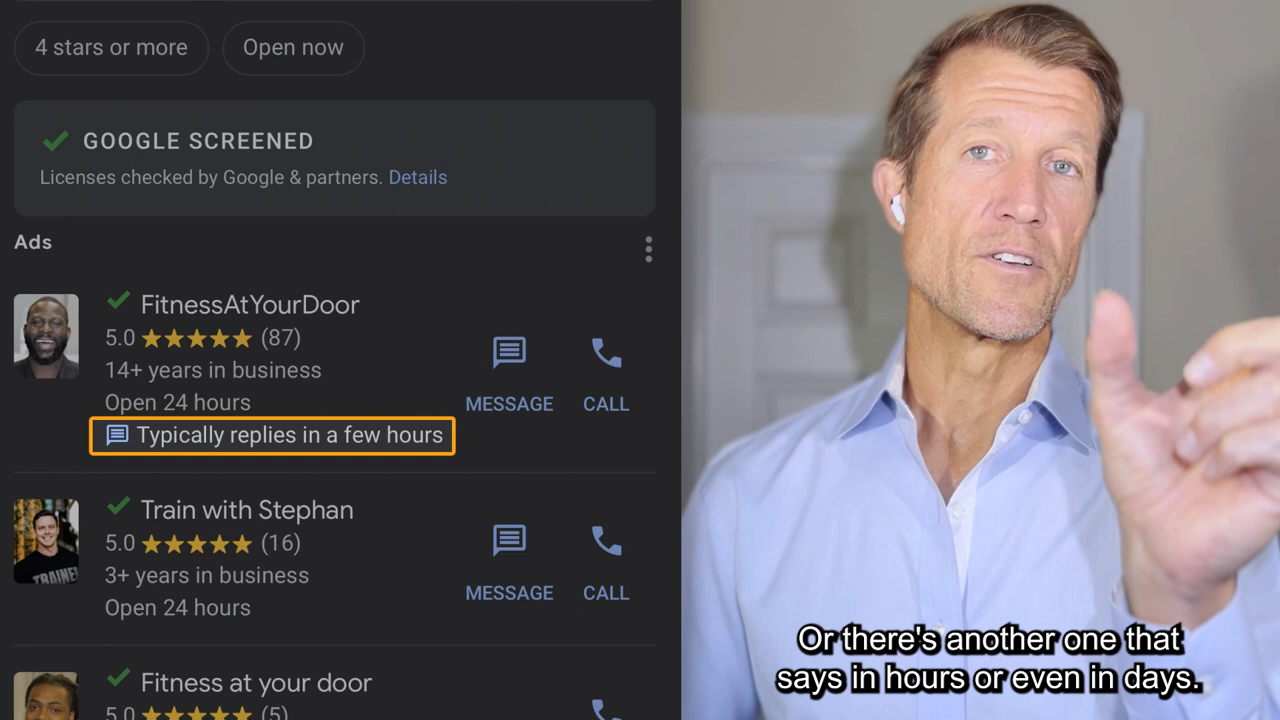 4 stars or more
Open now
GOOGLE SCREENED
Licenses checked by Google & partners. Details
Ads
FitnessAtYourDoor
5.0 (87)
14+ years in business
Open 24 hours
Typically replies in a few hours
MESSAGE
CALL
Train with Stephan
5.0 (16)
3+ years in business
Open 24 hours
MESSAGE
CALL
TRAINE
Fitness at your door
5.0 (5)
Or there's another one that
says in hours or even in days.